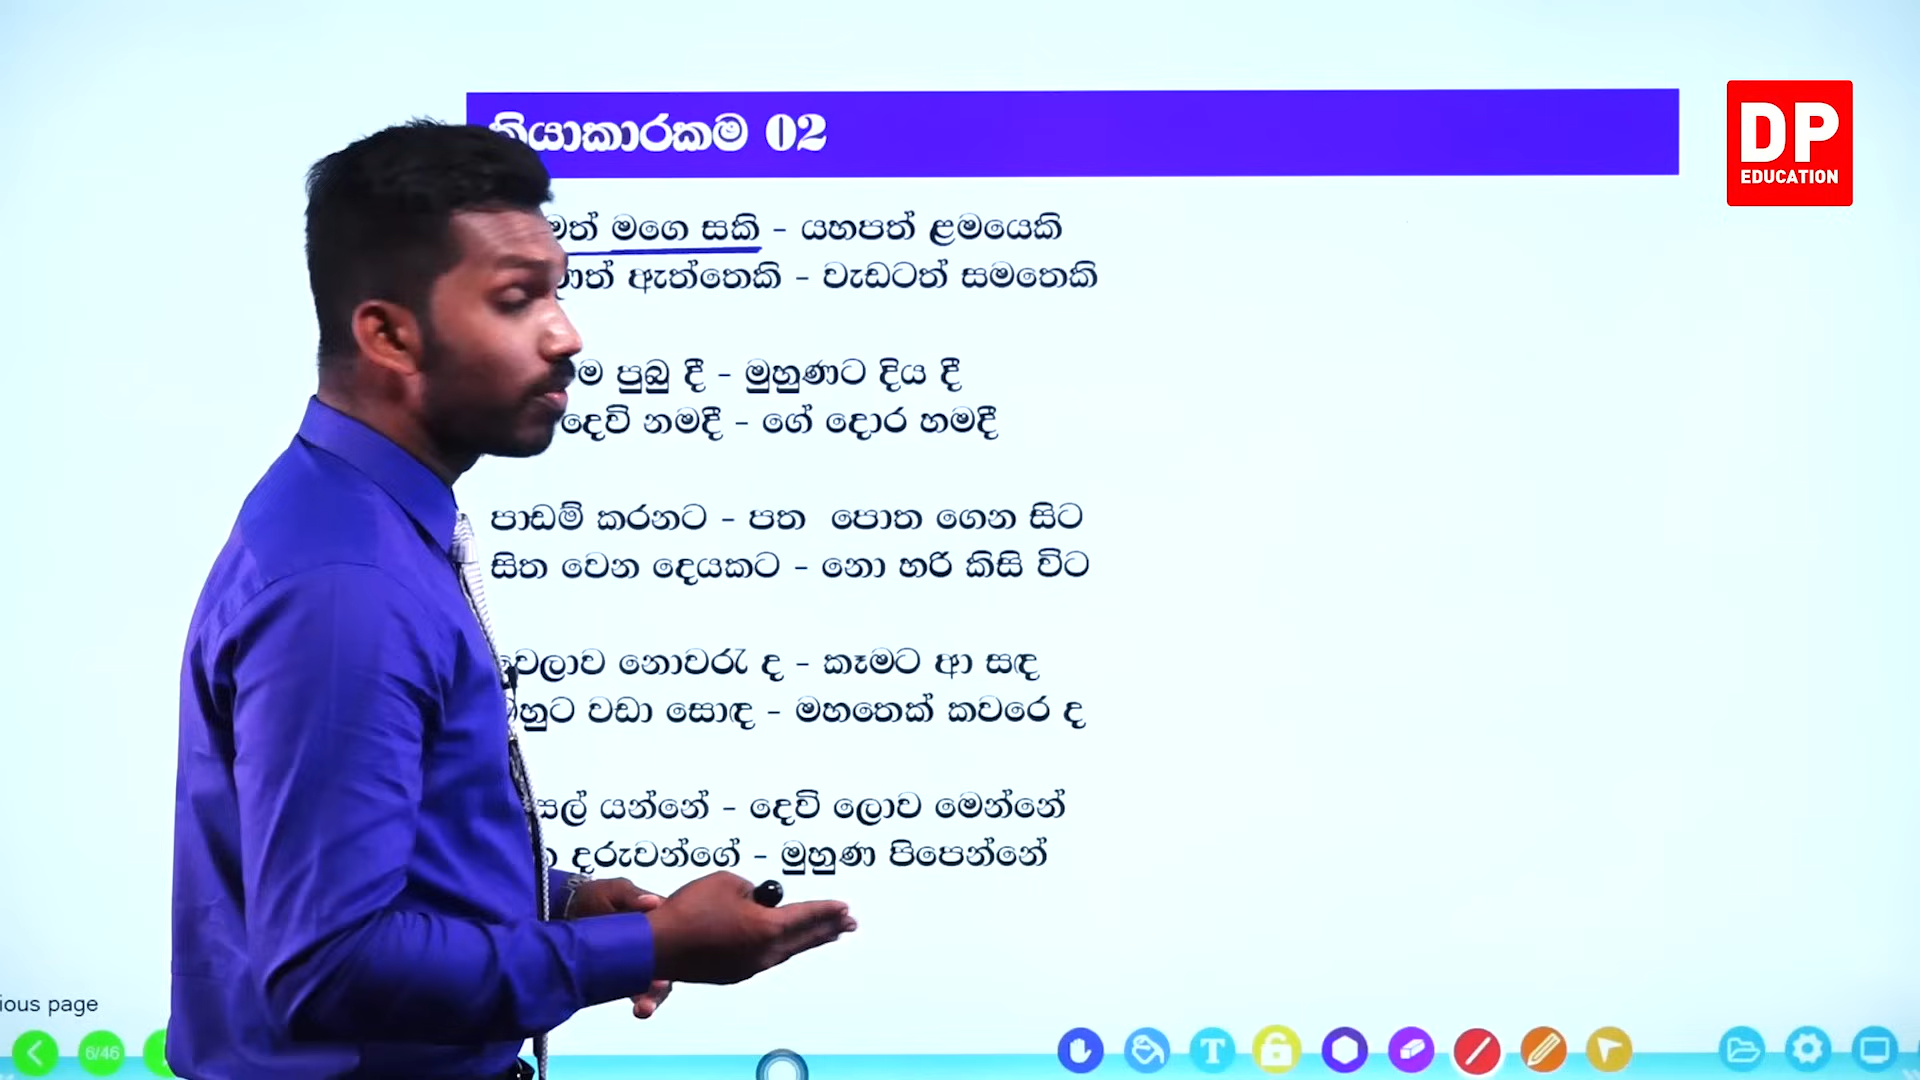 ක්‍රියාකාරකම 02
DP
EDUCATION
මගෙ සකි - යහපත් ළමයෙකි
ඇත්තෙකි - වැඩටත් සමතෙකි
පුබු දී - මුහුණට දිය දී
දෙවි නමදී - ගේ දොර හමදී
පාඩම් කරනට - පත පොත ගෙන සිට
සිත වෙන දෙයකට - නො හරි කිසි විට
නොවරැ ද - කෑමට ආ සඳ
වඩා සොඳ - මහතෙක් කවරෙ ද
යන්නේ - දෙව් ලොව මෙන්නේ
දරුවන්ගේ - මුහුණ පිපෙන්නේ
ious page
6/46